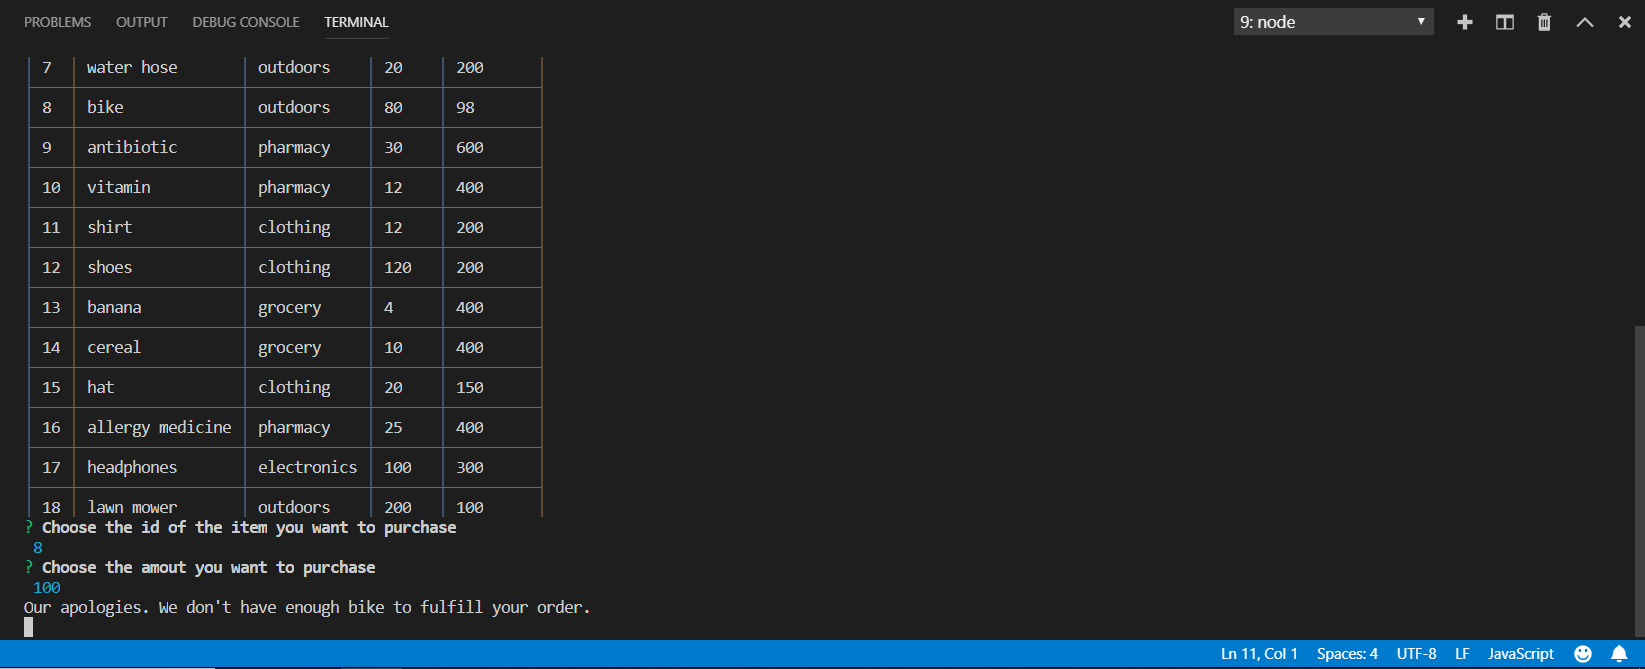 PROBLEMS OUTPUT DEBUG CONSOLE TERMINAL 9: node
7 water hose outdoors 20 200
8 bike outdoors 80 98
9 antibiotic pharmacy 30 600
10 vitamin pharmacy 12 400
11 shirt clothing 12 200
12 shoes clothing 120 200
13 banana grocery 4 400
14 cereal grocery 10 400
15 hat clothing 20 150
16 allergy medicine pharmacy 25 400
17 headphones electronics 100 300
18 lawn mower outdoors 200 100
? Choose the id of the item you want to purchase
8
? Choose the amout you want to purchase
100
Our apologies. We don't have enough bike to fulfill your order.
Ln 11, Col 1 Spaces: 4 UTF-8 LF JavaScript